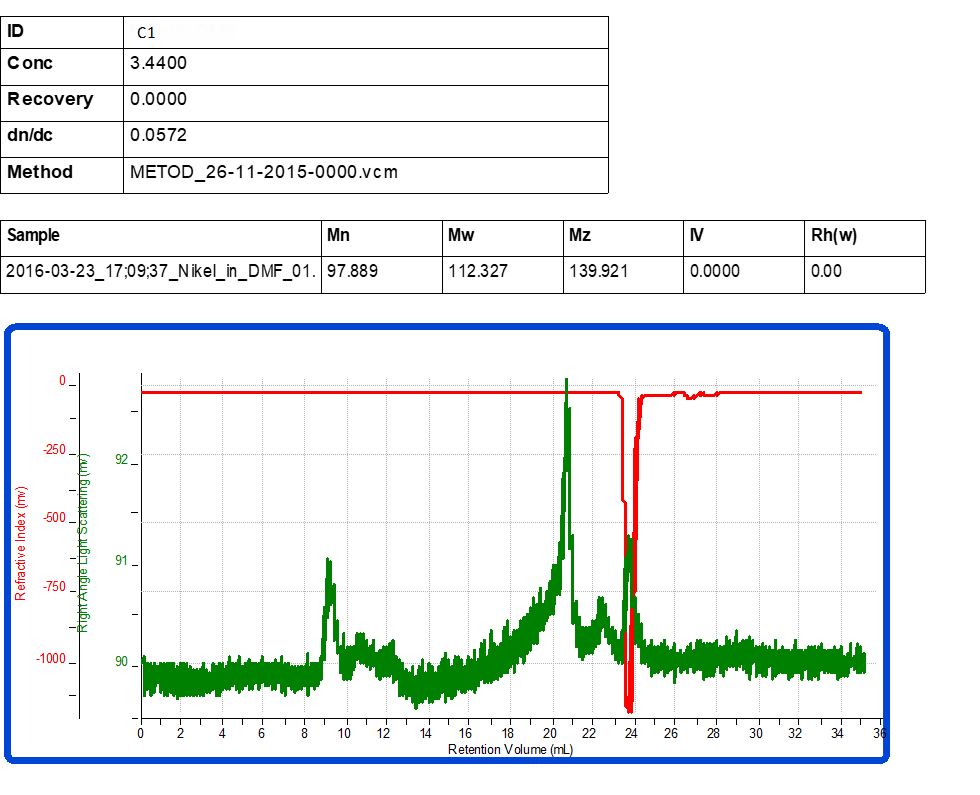 ID C1
Conc 3.4400
Recovery 0.0000
dn/dc 0.0572
Method METOD_26-11-2015-0000.vcm
Sample Mn Mw Mz IV Rh(w)
2016-03-23_17;09;37_Nikel_in_DMF_01. 97.889 112.327 139.921 0.0000 0.00
Refractive Index (mv)
0
-250
-500
-750
-1000
Right Angle Light Scattering (mv)
92
91
90
0 2 4 6 8 10 12 14 16 18 20 22 24 26 28 30 32 34 36
Retention Volume (mL)